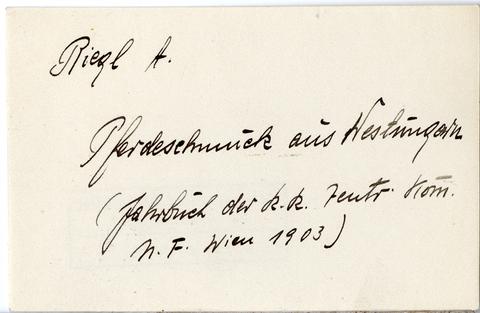 Riegl A.
Pferdeschmuck aus Westungarn
(Jahrbuch der k.k. Zentr. Kom.
N. F. Wien 1903)